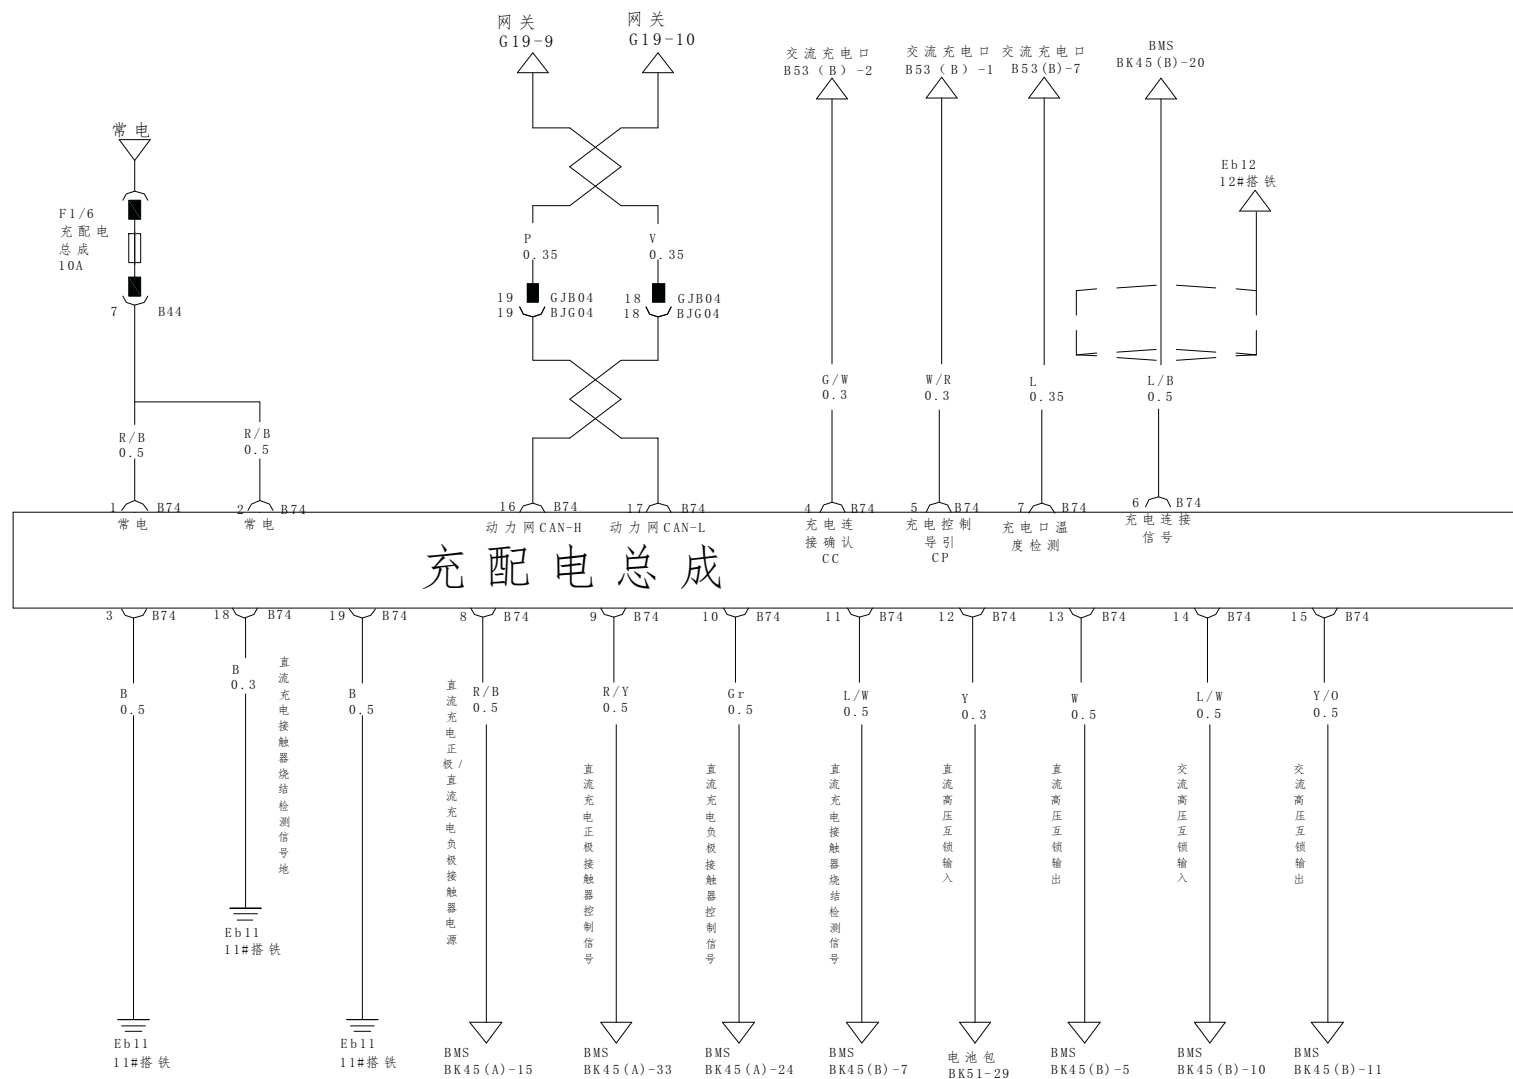 网关
G19-9
网关
G19-10
交流充电口
B53（B）-2
交流充电口
B53（B）-1
交流充电口
B53(B)-7
BMS
BK45(B)-20
常电
Eb12
12#搭铁
F1/6
充配电
总成
10A
7 B44
P
0.35
V
0.35
19 GJB04
19 BJG04
18 GJB04
18 BJG04
G/W
0.3
W/R
0.3
L
0.35
L/B
0.5
R/B
0.5
R/B
0.5
1 B74
常电
2 B74
常电
16 B74
动力网CAN-H
17 B74
动力网CAN-L
4 B74
充电连
接确认
CC
5 B74
充电控制
导引
CP
7 B74
充电口温
度检测
6 B74
充电连接
信号
充配电总成
3 B74
18 B74
19 B74
8 B74
9 B74
10 B74
11 B74
12 B74
13 B74
14 B74
15 B74
B
0.5
B
0.3
直流充电接触器烧结检测信号地
B
0.5
直流充电正极/直流充电负极接触器电源
R/B
0.5
R/Y
0.5
直流充电正极接触器控制信号
Gr
0.5
直流充电负极接触器控制信号
L/W
0.5
直流充电接触器烧结检测信号
Y
0.3
直流高压互锁输入
W
0.5
直流高压互锁输出
L/W
0.5
交流高压互锁输入
Y/O
0.5
交流高压互锁输出
Eb11
11#搭铁
Eb11
11#搭铁
Eb11
11#搭铁
BMS
BK45(A)-15
BMS
BK45(A)-33
BMS
BK45(A)-24
BMS
BK45(B)-7
电池包
BK51-29
BMS
BK45(B)-5
BMS
BK45(B)-10
BMS
BK45(B)-11